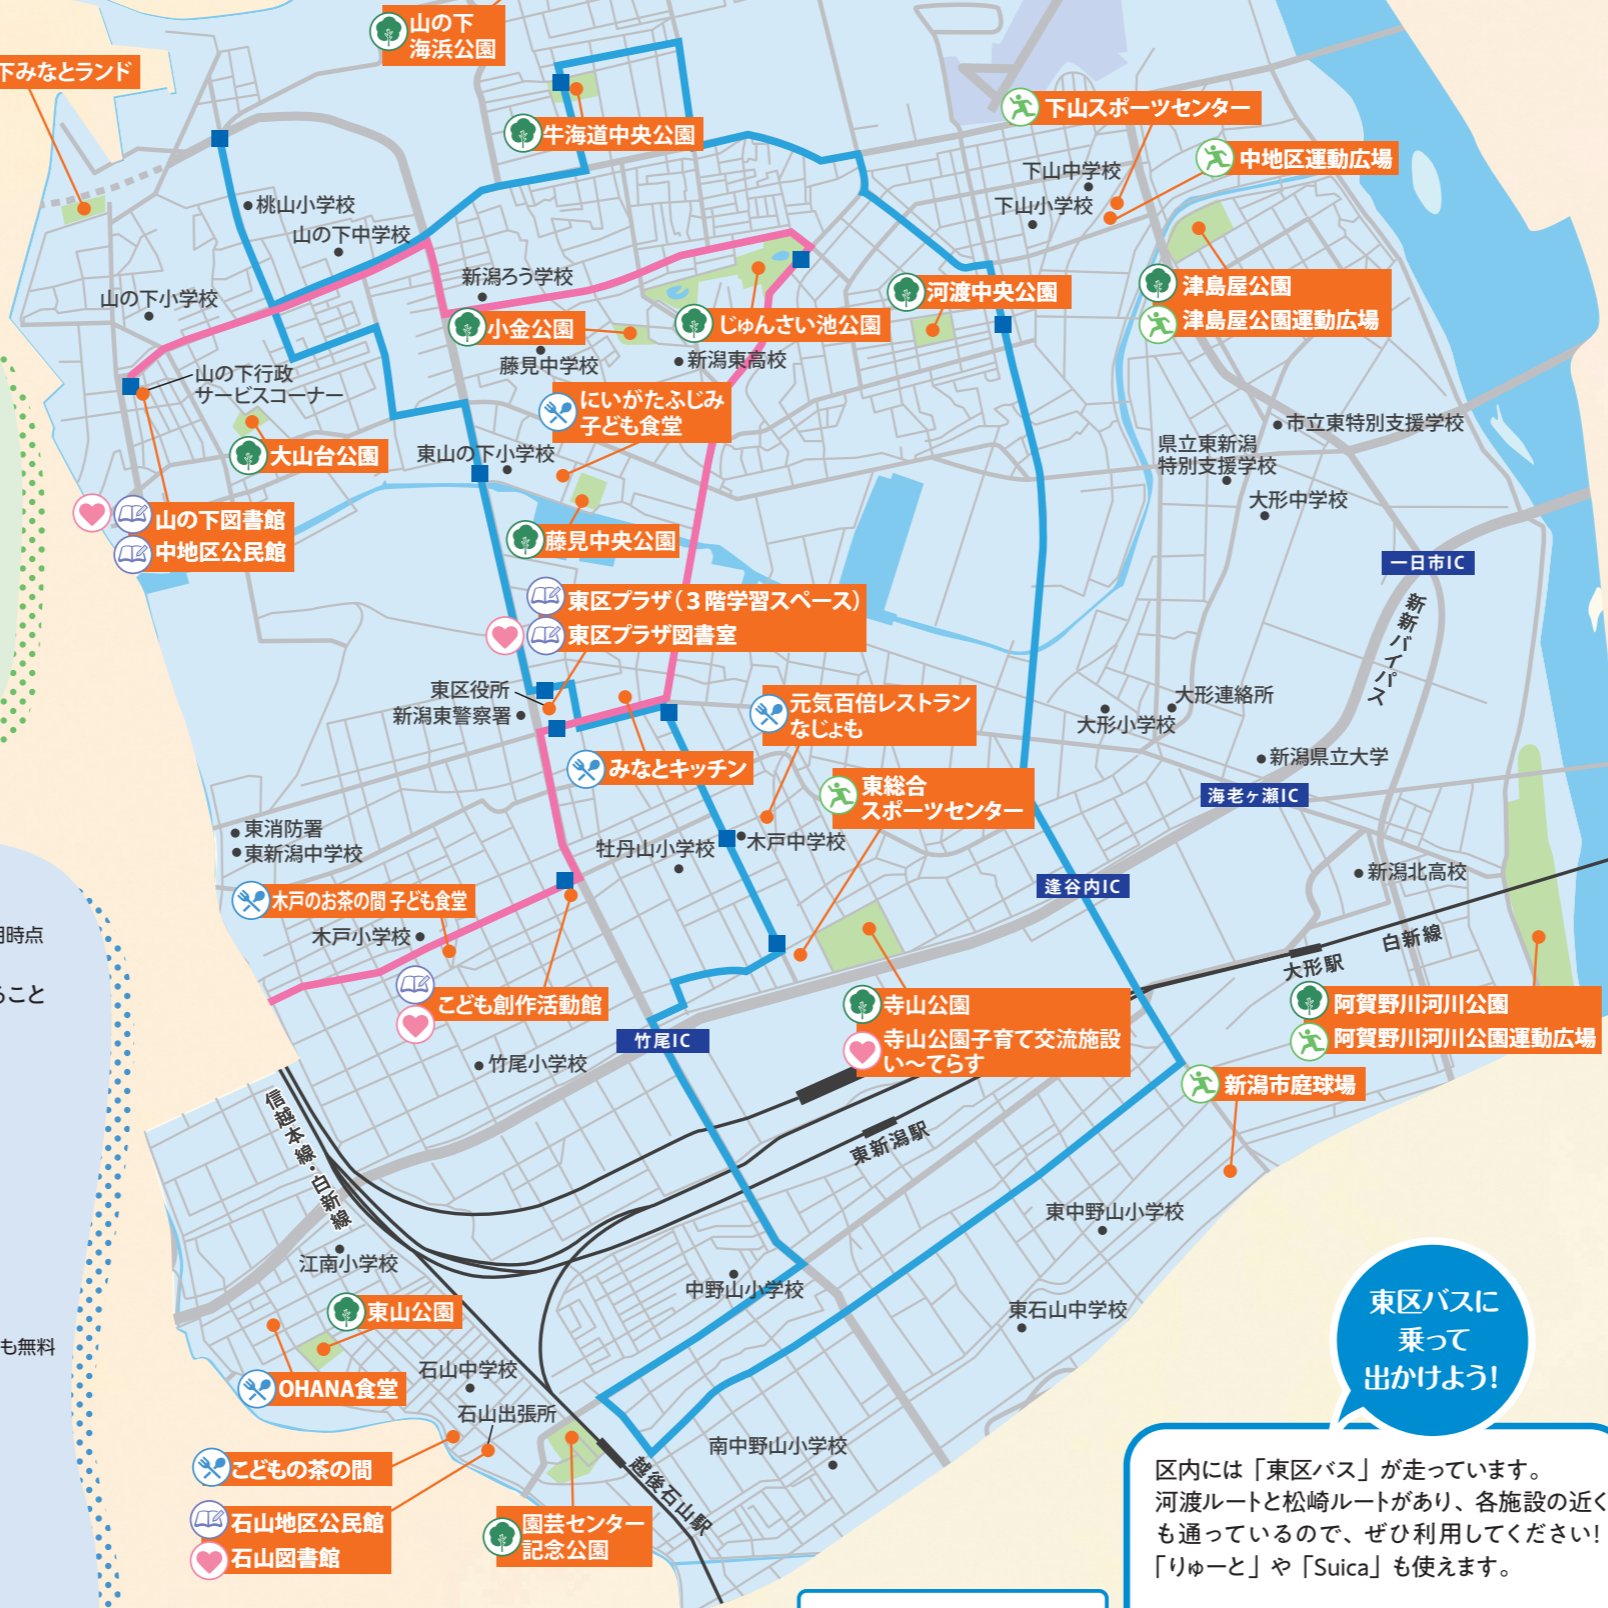 山の下
海浜公園
下みなとランド
牛海道中央公園
下山スポーツセンター
中地区運動広場
下山中学校
下山小学校
桃山小学校
山の下中学校
新潟ろう学校
山の下小学校
小金公園
じゅんさい池公園
河渡中央公園
津島屋公園
津島屋公園運動広場
藤見中学校
新潟東高校
山の下行政
サービスコーナー
にいがたふじみ
子ども食堂
大山台公園
東山の下小学校
市立東特別支援学校
県立東新潟
特別支援学校
大形中学校
山の下図書館
中地区公民館
藤見中央公園
一日市IC
新新バイパス
東区プラザ(3階学習スペース)
東区プラザ図書室
東区役所
新潟東警察署
元気百倍レストラン
なじょも
大形連絡所
大形小学校
新潟県立大学
みなとキッチン
東総合
スポーツセンター
海老ヶ瀬IC
東消防署
東新潟中学校
牡丹山小学校
木戸中学校
逢谷内IC
新潟北高校
木戸のお茶の間 子ども食堂
木戸小学校
白新線
大形駅
こども創作活動館
寺山公園
寺山公園子育て交流施設
い〜てらす
阿賀野川河川公園
阿賀野川河川公園運動広場
竹尾IC
竹尾小学校
新潟市庭球場
信越本線・白新線
東新潟駅
東中野山小学校
江南小学校
中野山小学校
東石山中学校
東山公園
OHANA食堂
石山中学校
石山出張所
南中野山小学校
こどもの茶の間
石山地区公民館
石山図書館
越後石山駅
園芸センター
記念公園
時点
ること
も無料
東区バスに
乗って
出かけよう!
区内には「東区バス」が走っています。
河渡ルートと松崎ルートがあり、各施設の近く
も通っているので、ぜひ利用してください!
「りゅーと」や「Suica」も使えます。